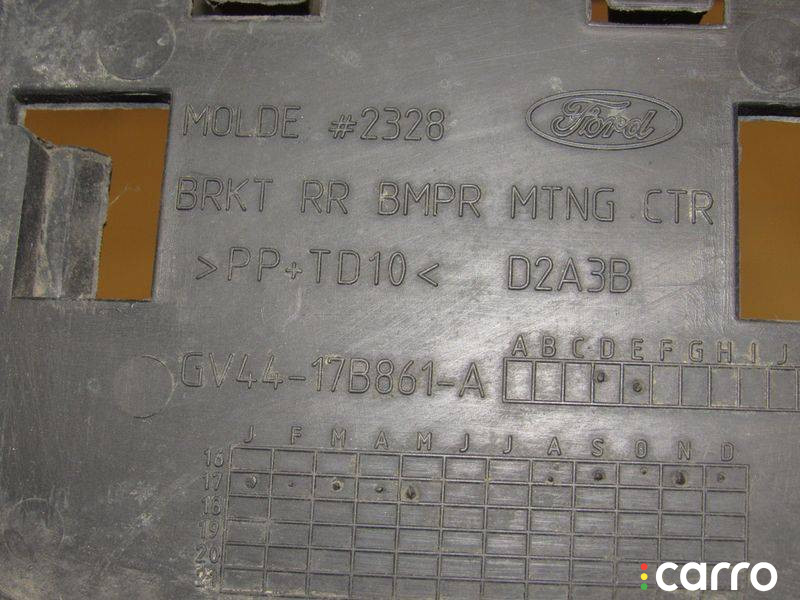 MOLDE #2328 Ford
BRKT RR BMPR MTNG CTR
>PP+TD10< D2A3B
GV44-17B861-A
A B C D E F G H I J
J F M A M J J A S O N D
16
17
18
19
20
21
carro